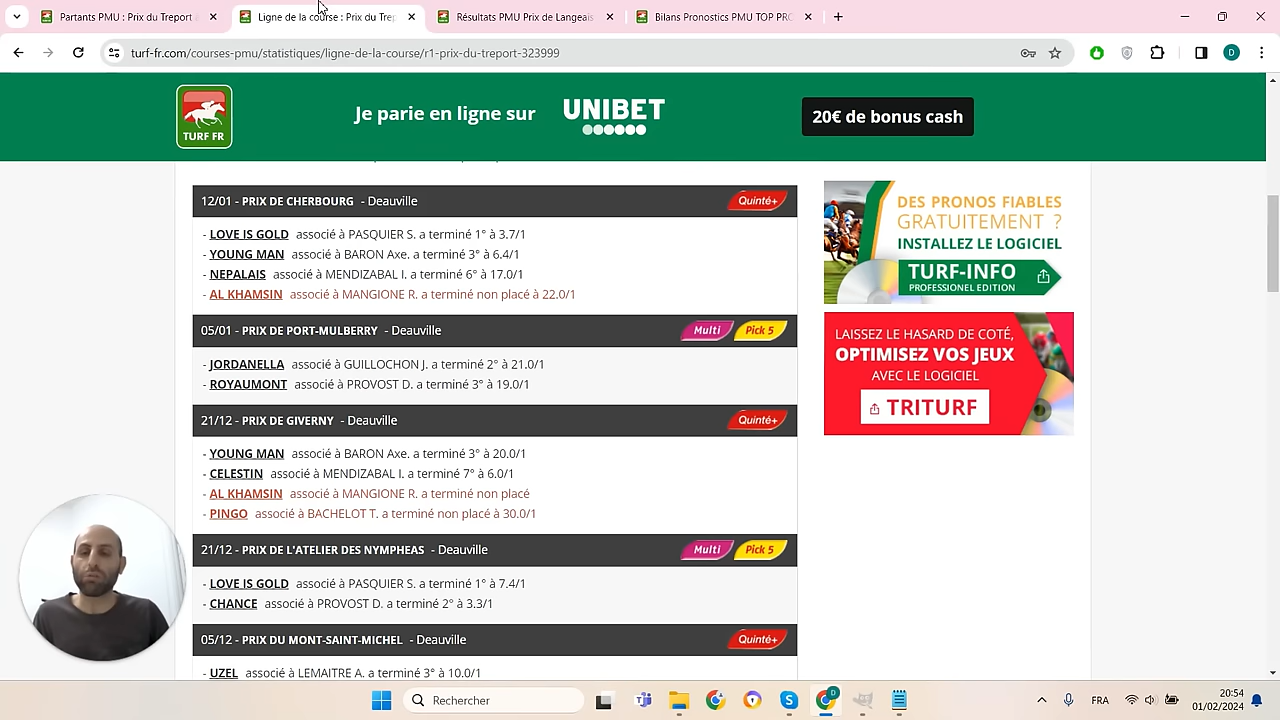 Partants PMU : Prix du Treport
Ligne de la course : Prix du Trep
Résultats PMU Prix de Langeais
Bilans Pronostics PMU TOP PRO
turf-fr.com/courses-pmu/statistiques/ligne-de-la-course/r1-prix-du-treport-323999
D
TURF FR
Je parie en ligne sur UNIBET
20€ de bonus cash
12/01 - PRIX DE CHERBOURG - Deauville Quinté+
- LOVE IS GOLD associé à PASQUIER S. a terminé 1° à 3.7/1
- YOUNG MAN associé à BARON Axe. a terminé 3° à 6.4/1
- NEPALAIS associé à MENDIZABAL I. a terminé 6° à 17.0/1
- AL KHAMSIN associé à MANGIONE R. a terminé non placé à 22.0/1
05/01 - PRIX DE PORT-MULBERRY - Deauville Multi Pick 5
- JORDANELLA associé à GUILLOCHON J. a terminé 2° à 21.0/1
- ROYAUMONT associé à PROVOST D. a terminé 3° à 19.0/1
21/12 - PRIX DE GIVERNY - Deauville Quinté+
- YOUNG MAN associé à BARON Axe. a terminé 3° à 20.0/1
- CELESTIN associé à MENDIZABAL I. a terminé 7° à 6.0/1
- AL KHAMSIN associé à MANGIONE R. a terminé non placé
- PINGO associé à BACHELOT T. a terminé non placé à 30.0/1
21/12 - PRIX DE L'ATELIER DES NYMPHEAS - Deauville Multi Pick 5
- LOVE IS GOLD associé à PASQUIER S. a terminé 1° à 7.4/1
- CHANCE associé à PROVOST D. a terminé 2° à 3.3/1
05/12 - PRIX DU MONT-SAINT-MICHEL - Deauville Quinté+
- UZEL associé à LEMAITRE A. a terminé 3° à 10.0/1
DES PRONOS FIABLES
GRATUITEMENT ?
INSTALLEZ LE LOGICIEL
TURF-INFO
PROFESSIONEL EDITION
LAISSEZ LE HASARD DE COTÉ,
OPTIMISEZ VOS JEUX
AVEC LE LOGICIEL
TRITURF
Rechercher
D
FRA
20:54
01/02/2024